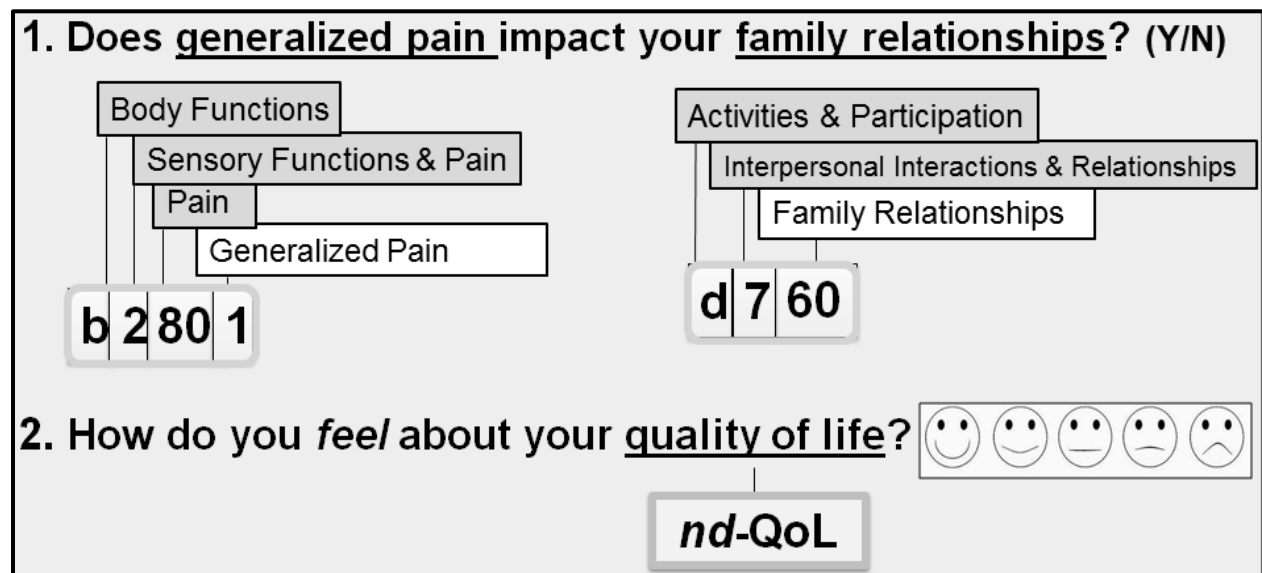 1. Does generalized pain impact your family relationships? (Y/N)
Body Functions
Sensory Functions & Pain
Pain
Generalized Pain
b 2 80 1
Activities & Participation
Interpersonal Interactions & Relationships
Family Relationships
d 7 60
2. How do you feel about your quality of life?
nd-QoL